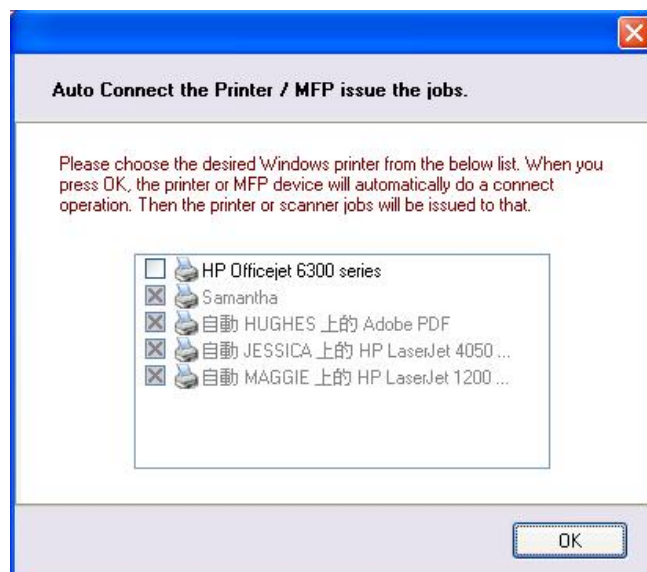 Auto Connect the Printer / MFP issue the jobs.
Please choose the desired Windows printer from the below list. When you
press OK, the printer or MFP device will automatically do a connect
operation. Then the printer or scanner jobs will be issued to that.
HP Officejet 6300 series
Samantha
自動 HUGHES 上的 Adobe PDF
自動 JESSICA 上的 HP LaserJet 4050 ...
自動 MAGGIE 上的 HP LaserJet 1200 ...
OK